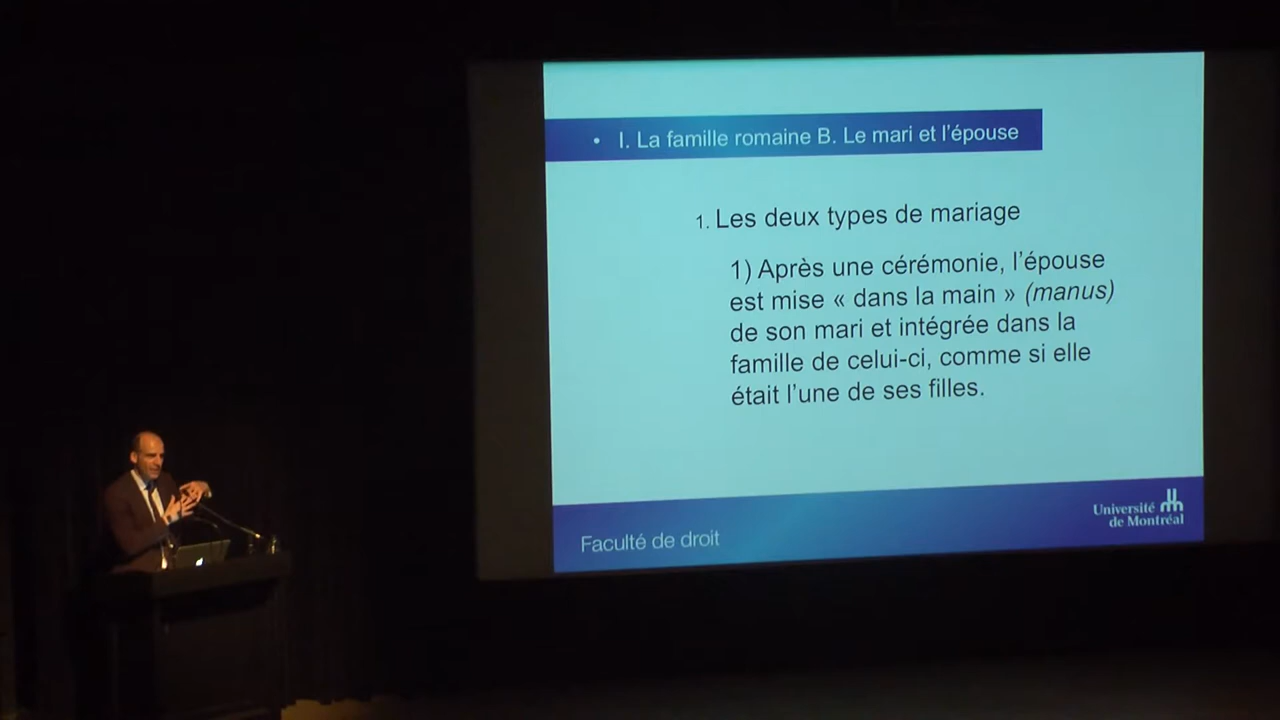 • I. La famille romaine B. Le mari et l'épouse
1. Les deux types de mariage
1) Après une cérémonie, l'épouse
est mise « dans la main » (manus)
de son mari et intégrée dans la
famille de celui-ci, comme si elle
était l'une de ses filles.
Faculté de droit
Université
de Montréal